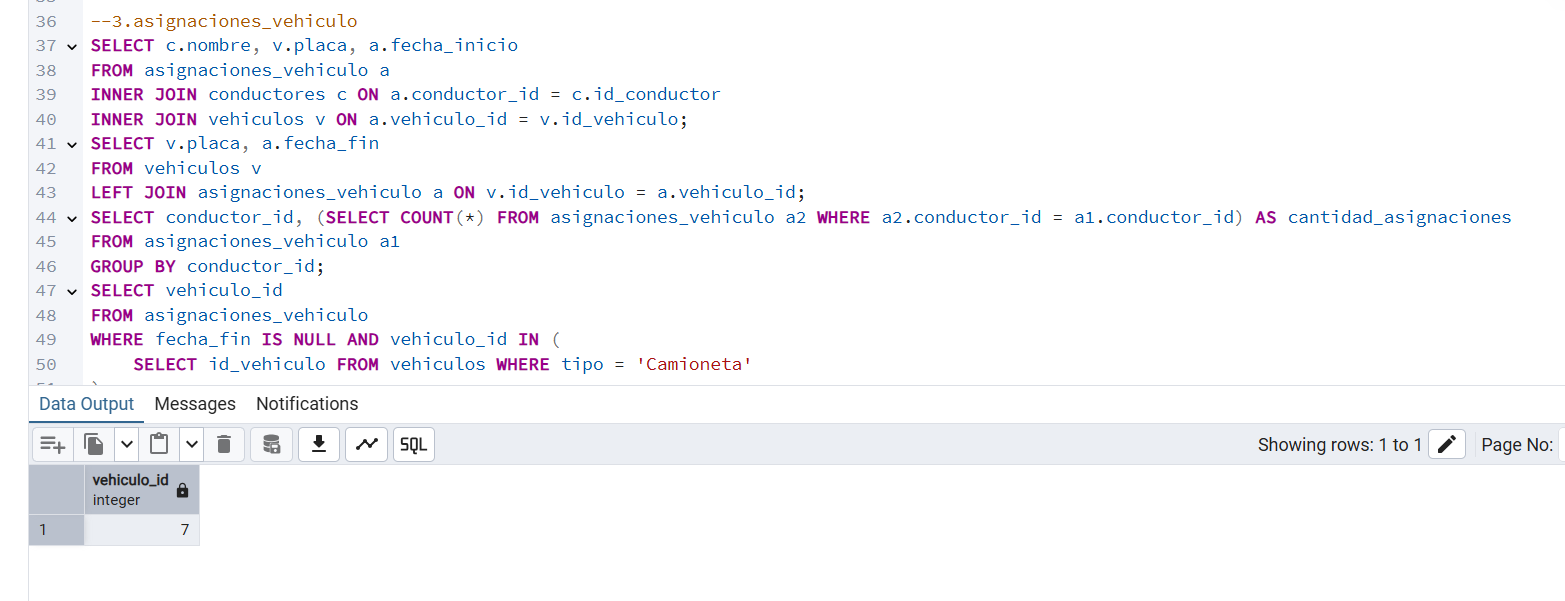 36 --3.asignaciones_vehiculo
37 SELECT c.nombre, v.placa, a.fecha_inicio
38 FROM asignaciones_vehiculo a
39 INNER JOIN conductores c ON a.conductor_id = c.id_conductor
40 INNER JOIN vehiculos v ON a.vehiculo_id = v.id_vehiculo;
41 SELECT v.placa, a.fecha_fin
42 FROM vehiculos v
43 LEFT JOIN asignaciones_vehiculo a ON v.id_vehiculo = a.vehiculo_id;
44 SELECT conductor_id, (SELECT COUNT(*) FROM asignaciones_vehiculo a2 WHERE a2.conductor_id = a1.conductor_id) AS cantidad_asignaciones
45 FROM asignaciones_vehiculo a1
46 GROUP BY conductor_id;
47 SELECT vehiculo_id
48 FROM asignaciones_vehiculo
49 WHERE fecha_fin IS NULL AND vehiculo_id IN (
50     SELECT id_vehiculo FROM vehiculos WHERE tipo = 'Camioneta'
Data Output Messages Notifications
SQL Showing rows: 1 to 1 Page No:
vehiculo_id
integer
1 7